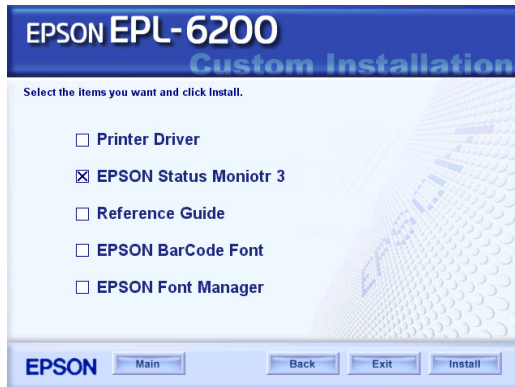 EPSON EPL-6200
Custom Installation
Select the items you want and click Install.
Printer Driver
EPSON Status Moniotr 3
Reference Guide
EPSON BarCode Font
EPSON Font Manager
EPSON
EPSON Main Back Exit Install